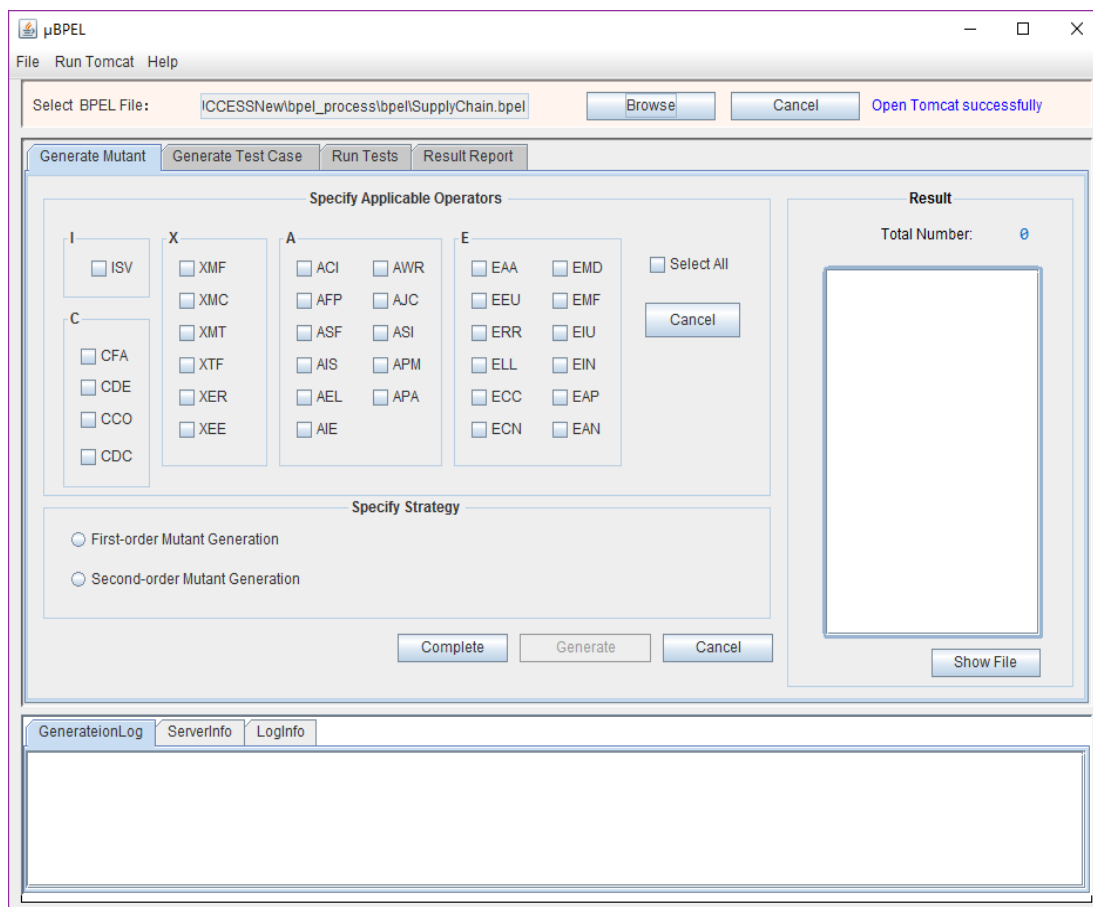 µBPEL
File Run Tomcat Help
Select BPEL File: !CCESSNew\bpel_process\bpel\SupplyChain.bpel Browse Cancel Open Tomcat successfully
Generate Mutant Generate Test Case Run Tests Result Report
Specify Applicable Operators
I
ISV
C
CFA
CDE
CCO
CDC
X
XMF
XMC
XMT
XTF
XER
XEE
A
ACI AWR
AFP AJC
ASF ASI
AIS APM
AEL APA
AIE
E
EAA EMD
EEU EMF
ERR EIU
ELL EIN
ECC EAP
ECN EAN
Select All
Cancel
Specify Strategy
First-order Mutant Generation
Second-order Mutant Generation
Complete Generate Cancel
Result
Total Number: 0
Show File
GenerateionLog ServerInfo LogInfo